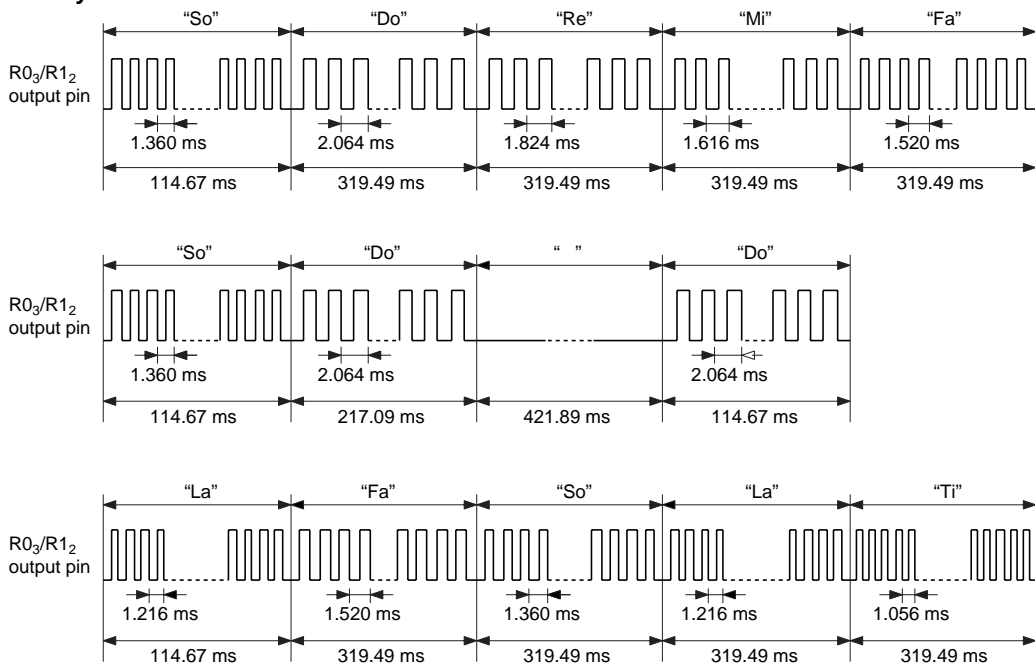 “So” “Do” “Re” “Mi” “Fa”
R0₃/R1₂
output pin
1.360 ms 2.064 ms 1.824 ms 1.616 ms 1.520 ms
114.67 ms 319.49 ms 319.49 ms 319.49 ms 319.49 ms
“So” “Do” “ ” “Do”
R0₃/R1₂
output pin
1.360 ms 2.064 ms 2.064 ms
114.67 ms 217.09 ms 421.89 ms 114.67 ms
“La” “Fa” “So” “La” “Ti”
R0₃/R1₂
output pin
1.216 ms 1.520 ms 1.360 ms 1.216 ms 1.056 ms
114.67 ms 319.49 ms 319.49 ms 319.49 ms 319.49 ms